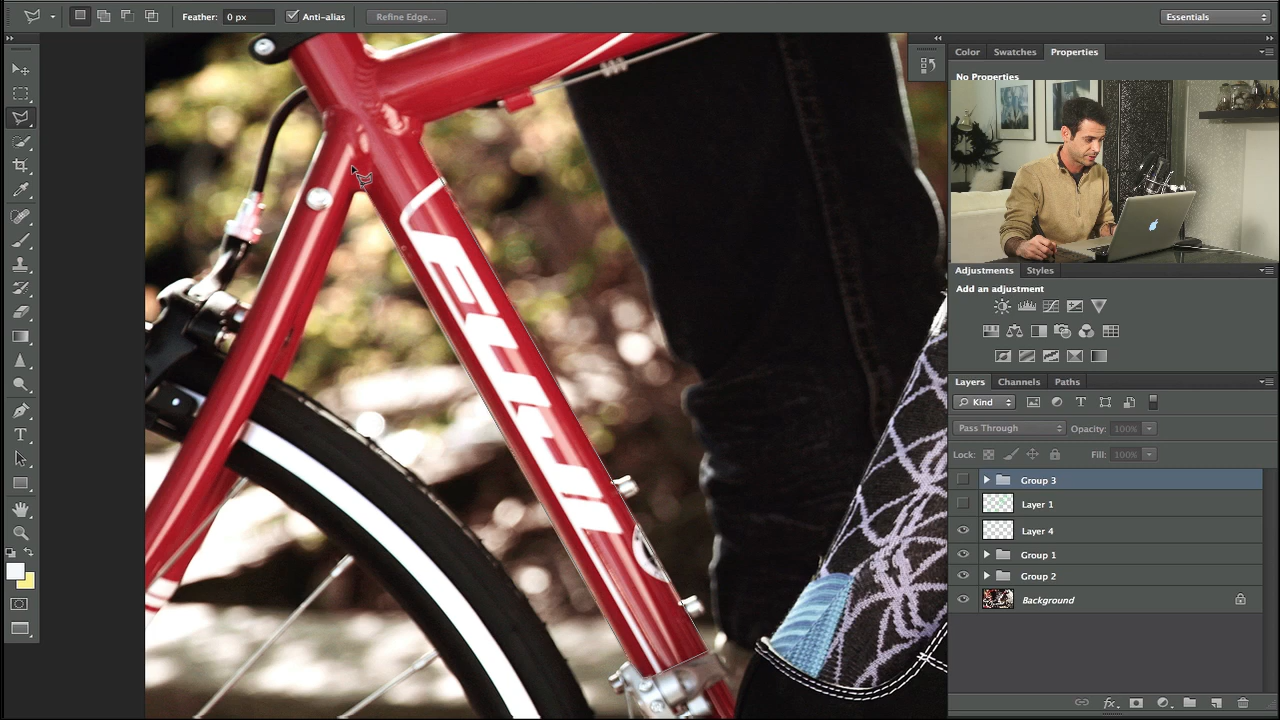 Feather: 0 px Anti-alias Refine Edge... Essentials
Color Swatches Properties
No Properties
Adjustments Styles
Add an adjustment
Layers Channels Paths
Kind
Pass Through Opacity: 100%
Lock: Fill: 100%
Group 3
Layer 1
Layer 4
Group 1
Group 2
Background
FUJI